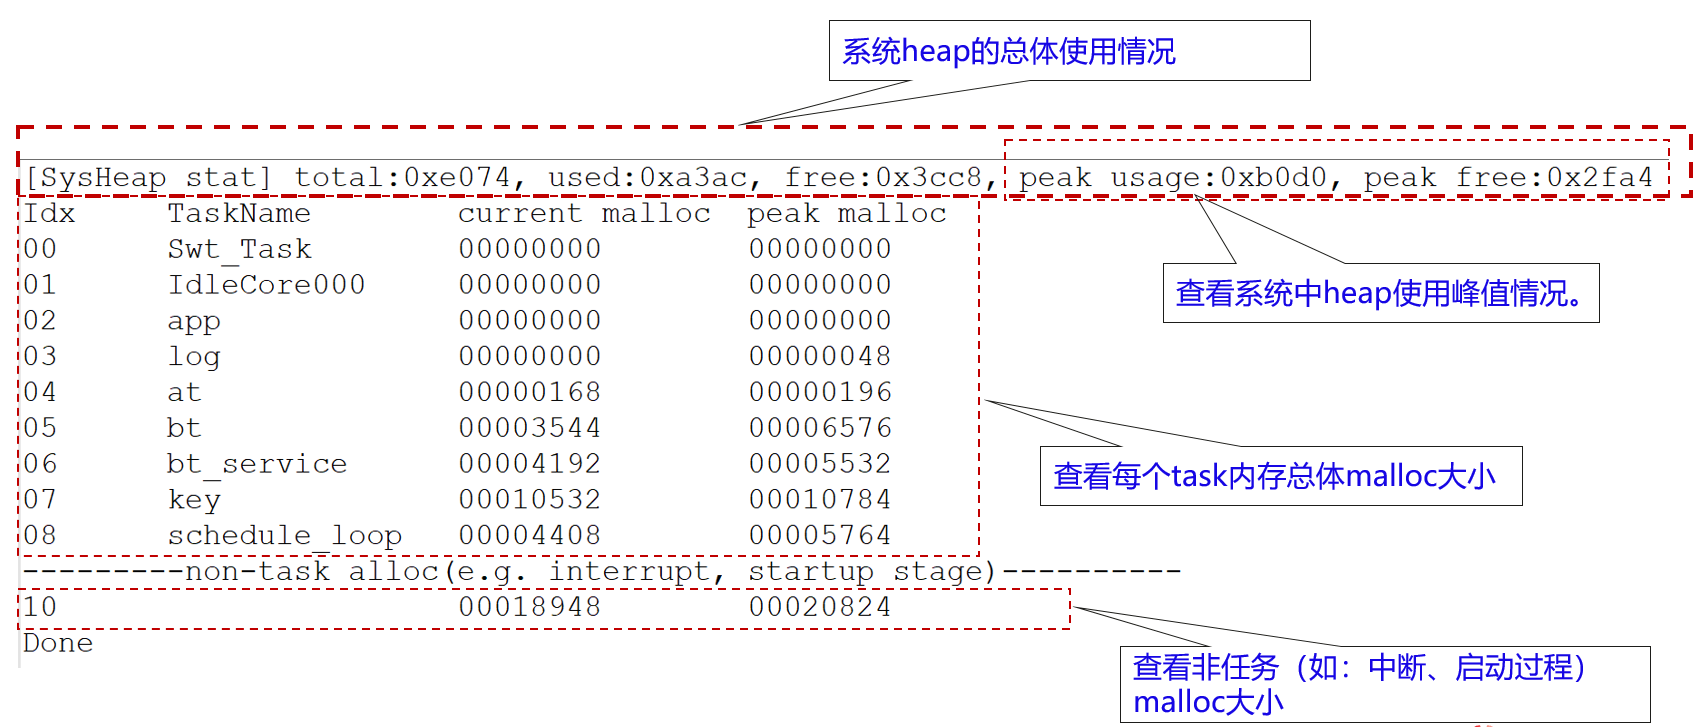 系统heap的总体使用情况
[SysHeap stat] total:0xe074, used:0xa3ac, free:0x3cc8, peak usage:0xb0d0, peak free:0x2fa4
Idx TaskName current malloc peak malloc
00 Swt_Task 00000000 00000000
01 IdleCore000 00000000 00000000
02 app 00000000 00000000
03 log 00000000 00000048
04 at 00000168 00000196
05 bt 00003544 00006576
06 bt_service 00004192 00005532
07 key 00010532 00010784
08 schedule_loop 00004408 00005764
---------non-task alloc(e.g. interrupt, startup stage)----------
10 00018948 00020824
Done
查看系统中heap使用峰值情况。
查看每个task内存总体malloc大小
查看非任务（如：中断、启动过程）
malloc大小